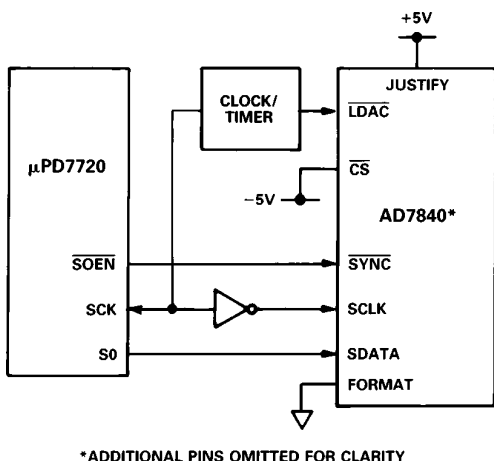 +5V
JUSTIFY
CLOCK/
TIMER
LDAC
μPD7720
CS
−5V
AD7840*
SOEN
SYNC
SCK
SCLK
S0
SDATA
FORMAT
*ADDITIONAL PINS OMITTED FOR CLARITY